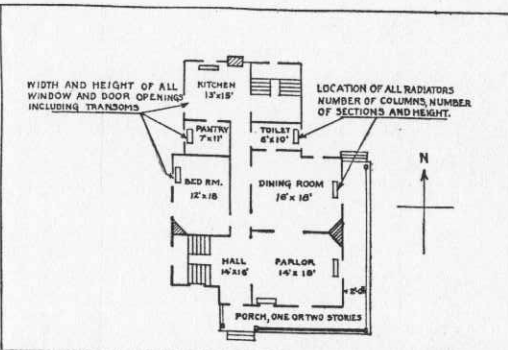 WIDTH AND HEIGHT OF ALL
WINDOW AND DOOR OPENINGS
INCLUDING TRANSOMS
LOCATION OF ALL RADIATORS
NUMBER OF COLUMNS, NUMBER
OF SECTIONS AND HEIGHT.
KITCHEN
13'x15'
PANTRY
7'x11'
TOILET
6'x10'
BED RM.
12'x18
DINING ROOM
16'x18'
N
HALL
14'x16'
PARLOR
14'x18'
PORCH, ONE OR TWO STORIES